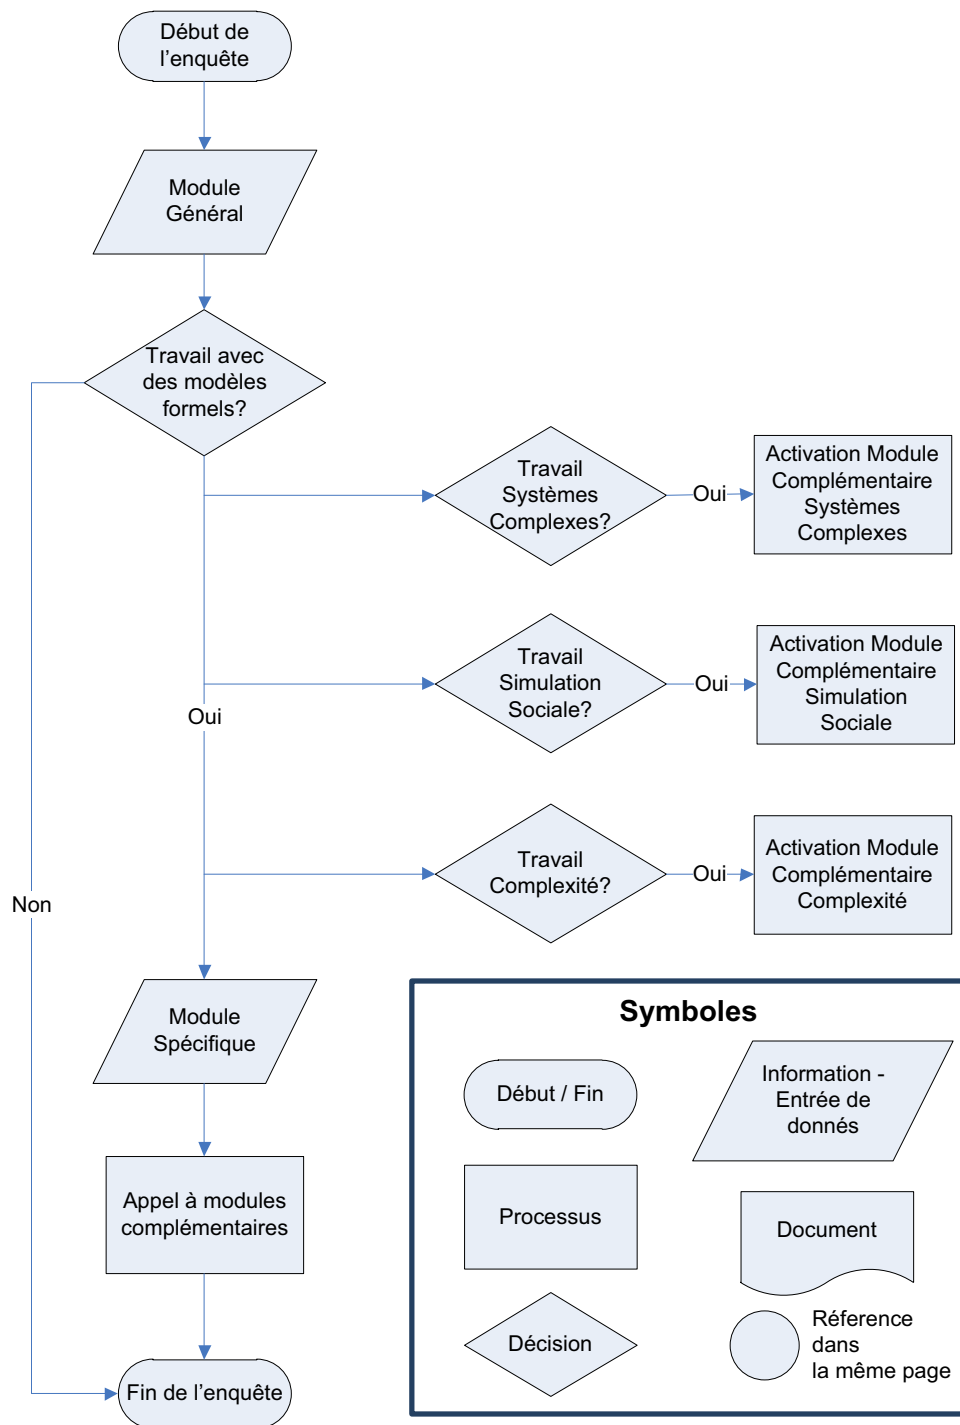 Début de
l'enquête
Module
Général
Travail avec
des modèles
formels?
Travail
Systèmes
Complexes?
Oui
Activation Module
Complémentaire
Systèmes
Complexes
Travail
Simulation
Sociale?
Oui
Activation Module
Complémentaire
Simulation
Sociale
Oui
Travail
Complexité?
Oui
Activation Module
Complémentaire
Complexité
Non
Module
Spécifique
Appel à modules
complémentaires
Fin de l'enquête
Symboles
Début / Fin
Information -
Entrée de
donnés
Processus
Document
Décision
Réference
dans
la même page